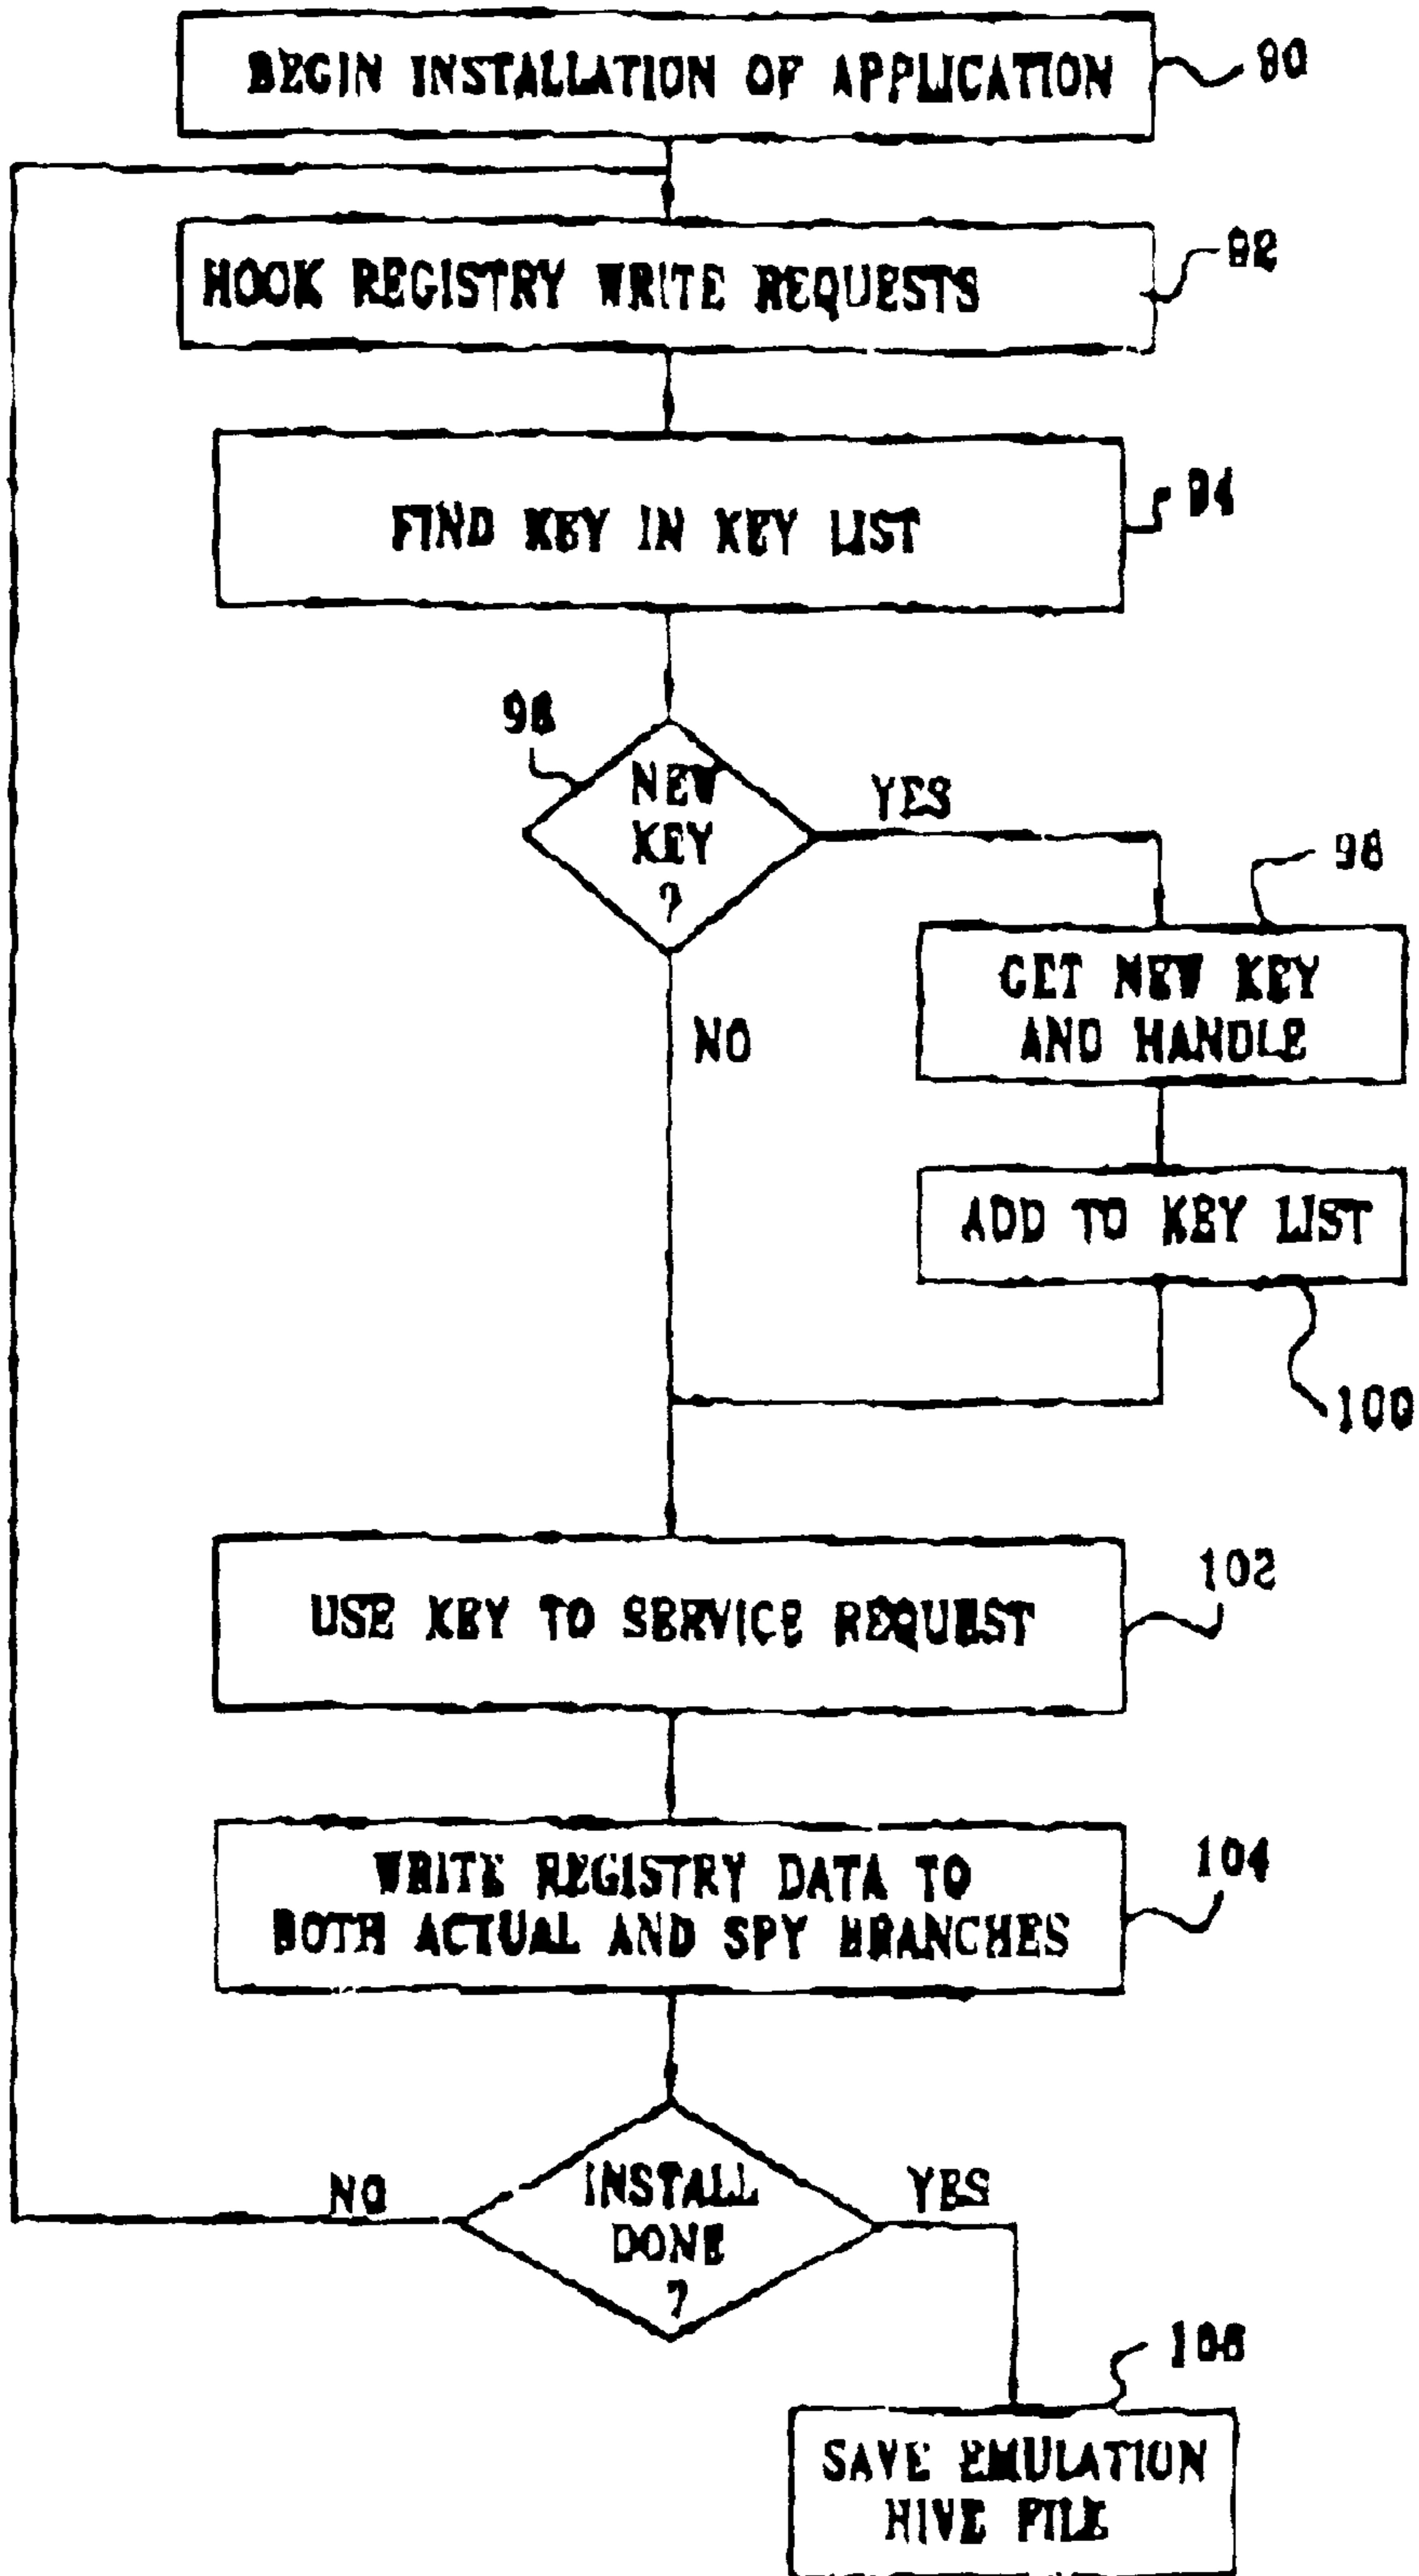 BEGIN INSTALLATION OF APPLICATION
90
HOOK REGISTRY WRITE REQUESTS
92
FIND KEY IN KEY LIST
94
96
NEW
KEY
?
YES
98
GET NEW KEY
AND HANDLE
NO
ADD TO KEY LIST
100
USE KEY TO SERVICE REQUEST
102
WRITE REGISTRY DATA TO
BOTH ACTUAL AND SPY BRANCHES
104
NO
INSTALL
DONE
?
YES
106
SAVE EMULATION
HIVE FILE